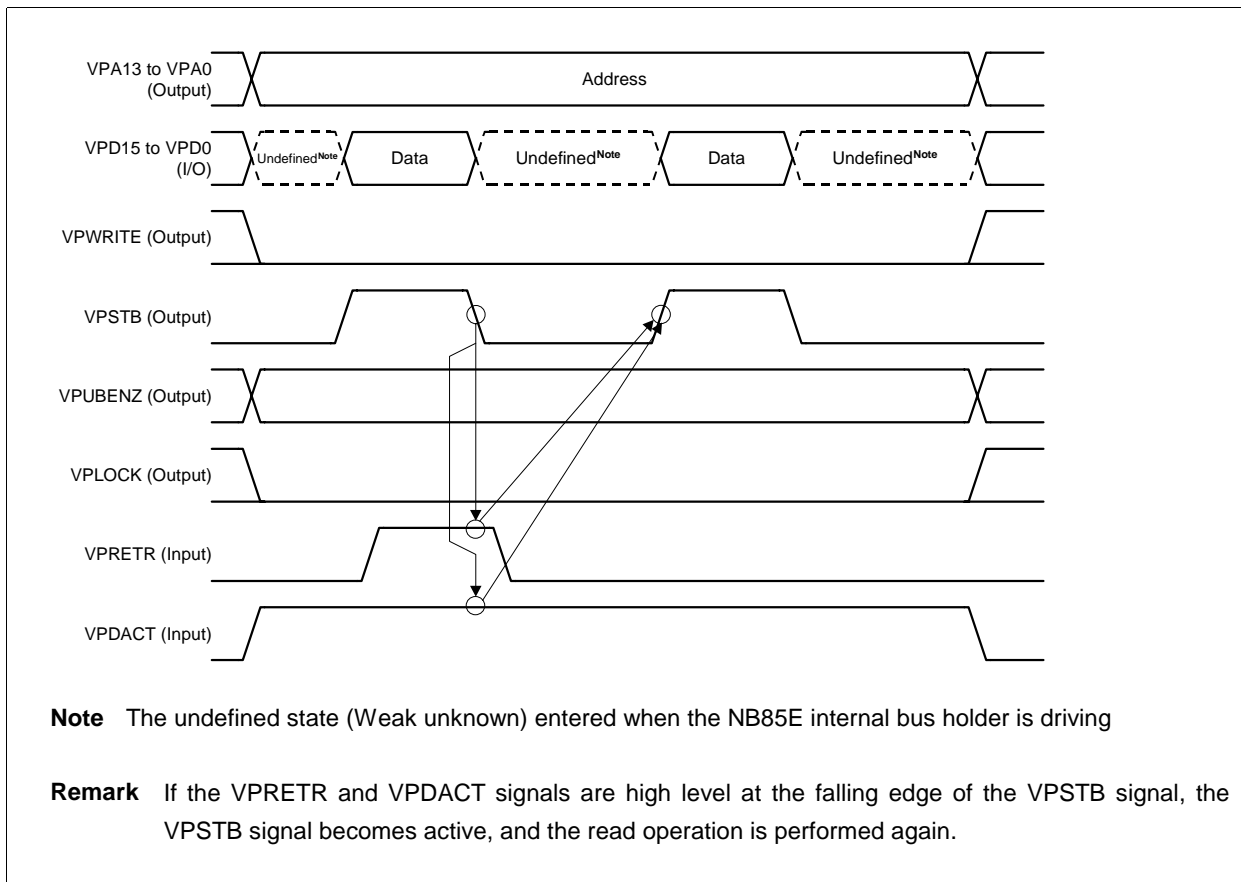 VPA13 to VPA0
(Output)
Address
VPD15 to VPD0
(I/O)
UndefinedNote
Data
UndefinedNote
Data
UndefinedNote
VPWRITE (Output)
VPSTB (Output)
VPUBENZ (Output)
VPLOCK (Output)
VPRETR (Input)
VPDACT (Input)
Note The undefined state (Weak unknown) entered when the NB85E internal bus holder is driving
Remark If the VPRETR and VPDACT signals are high level at the falling edge of the VPSTB signal, the
VPSTB signal becomes active, and the read operation is performed again.